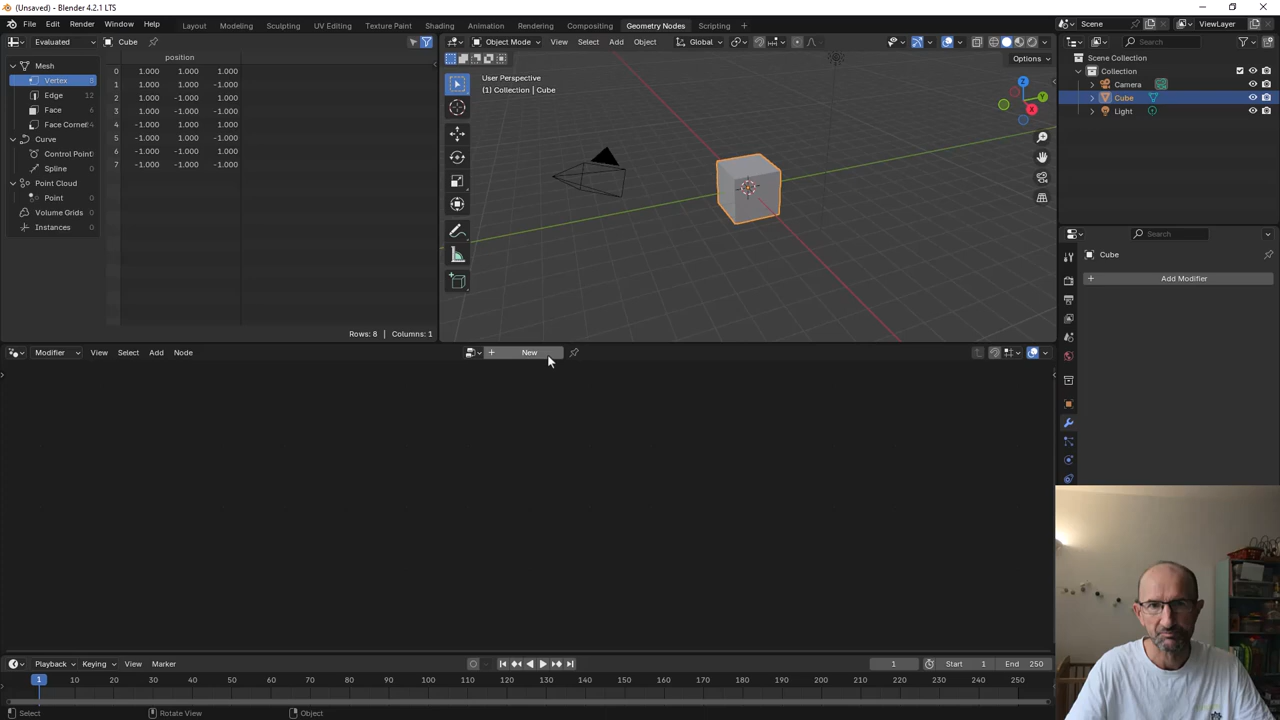 (Unsaved) - Blender 4.2.1 LTS
File Edit Render Window Help Layout Modeling Sculpting UV Editing Texture Paint Shading Animation Rendering Compositing Geometry Nodes Scripting + Scene ViewLayer
Evaluated Cube
position
Mesh
Vertex 8
Edge 12
Face 6
Face Corner 24
Curve
Control Point 0
Spline 0
Point Cloud
Point 0
Volume Grids 0
Instances 0
0 1.000 1.000 1.000
1 1.000 1.000 -1.000
2 1.000 -1.000 1.000
3 1.000 -1.000 -1.000
4 -1.000 1.000 1.000
5 -1.000 1.000 -1.000
6 -1.000 -1.000 1.000
7 -1.000 -1.000 -1.000
Rows: 8 | Columns: 1
Object Mode View Select Add Object Global
Options
User Perspective
(1) Collection | Cube
Z
Y
X
Search
Scene Collection
Collection
Camera
Cube
Light
Search
Cube
+ Add Modifier
Modifier View Select Add Node + New
Playback Keying View Marker 1 Start 1 End 250
1 10 20 30 40 50 60 70 80 90 100 110 120 130 140 150 160 170 180 190 200 210 220 230 240 250
Select Rotate View Object